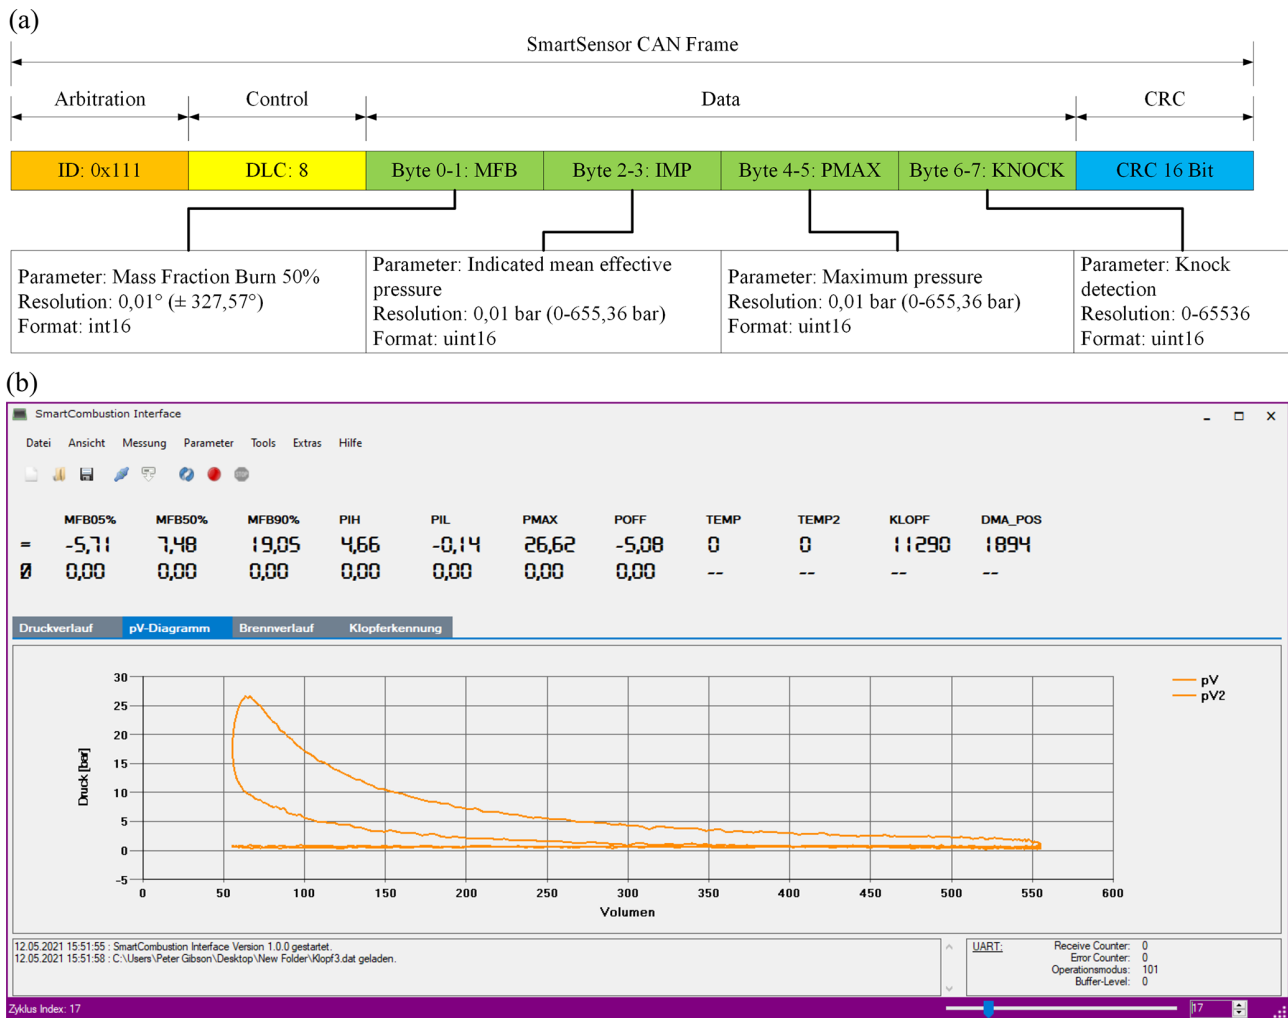 (a)
SmartSensor CAN Frame
Arbitration Control Data CRC
ID: 0x111 DLC: 8 Byte 0-1: MFB Byte 2-3: IMP Byte 4-5: PMAX Byte 6-7: KNOCK CRC 16 Bit
Parameter: Mass Fraction Burn 50%
Resolution: 0,01° (± 327,57°)
Format: int16
Parameter: Indicated mean effective
pressure
Resolution: 0,01 bar (0-655,36 bar)
Format: uint16
Parameter: Maximum pressure
Resolution: 0,01 bar (0-655,36 bar)
Format: uint16
Parameter: Knock
detection
Resolution: 0-65536
Format: uint16
(b)
SmartCombustion Interface
Datei Ansicht Messung Parameter Tools Extras Hilfe
MFB05% MFB50% MFB90% PIH PIL PMAX POFF TEMP TEMP2 KLOPF DMA_POS
= -5,71 7,48 19,05 4,66 -0,14 26,62 -5,08 0 0 11290 1894
Ø 0,00 0,00 0,00 0,00 0,00 0,00 0,00 -- -- -- --
Druckverlauf pV-Diagramm Brennverlauf Klopferkennung
30
25
20
15
10
5
0
-5
Druck [bar]
0 50 100 150 200 250 300 350 400 450 500 550 600
Volumen
pV
pV2
12.05.2021 15:51:55 : SmartCombustion Interface Version 1.0.0 gestartet.
12.05.2021 15:51:58 : C:\Users\Peter Gibson\Desktop\New Folder\Klopf3.dat geladen.
UART: Receive Counter: 0
Error Counter: 0
Operationsmodus: 101
Buffer-Level: 0
Zyklus Index: 17
17